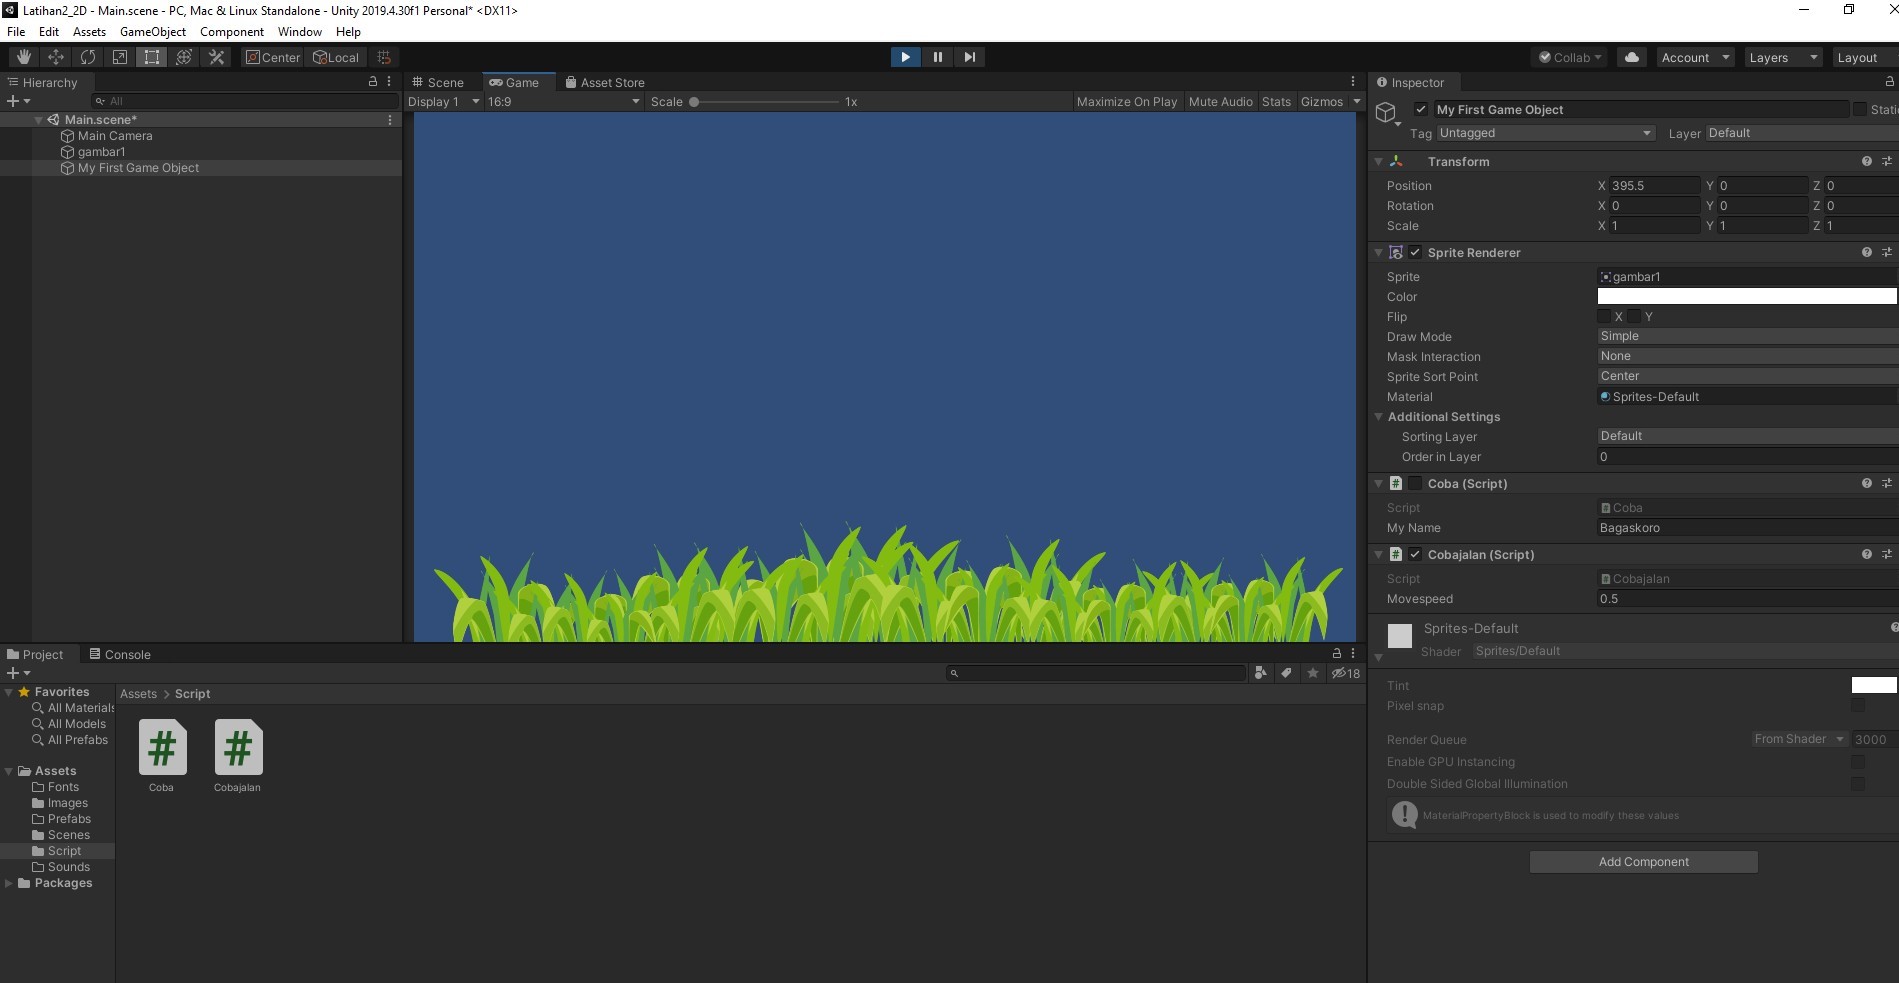 Latihan2_2D - Main.scene - PC, Mac & Linux Standalone - Unity 2019.4.30f1 Personal* <DX11>
File Edit Assets GameObject Component Window Help
Center Local Collab Account Layers Layout
Hierarchy
All
Main.scene*
Main Camera
gambar1
My First Game Object
Scene Game Asset Store
Display 1 16:9 Scale 1x Maximize On Play Mute Audio Stats Gizmos
Inspector
My First Game Object
Tag Untagged Layer Default
Transform
Position X 395.5 Y 0 Z 0
Rotation X 0 Y 0 Z 0
Scale X 1 Y 1 Z 1
Sprite Renderer
Sprite gambar1
Color
Flip X Y
Draw Mode Simple
Mask Interaction None
Sprite Sort Point Center
Material Sprites-Default
Additional Settings
Sorting Layer Default
Order in Layer 0
# Coba (Script)
Script Coba
My Name Bagaskoro
# Cobajalan (Script)
Script Cobajalan
Movespeed 0.5
Sprites-Default
Shader Sprites/Default
Tint
Pixel snap
Render Queue From Shader 3000
Enable GPU Instancing
Double Sided Global Illumination
MaterialPropertyBlock is used to modify these values
Add Component
Project Console
18
Favorites
All Materials
All Models
All Prefabs
Assets
Fonts
Images
Prefabs
Scenes
Script
Sounds
Packages
Assets > Script
# #
Coba Cobajalan